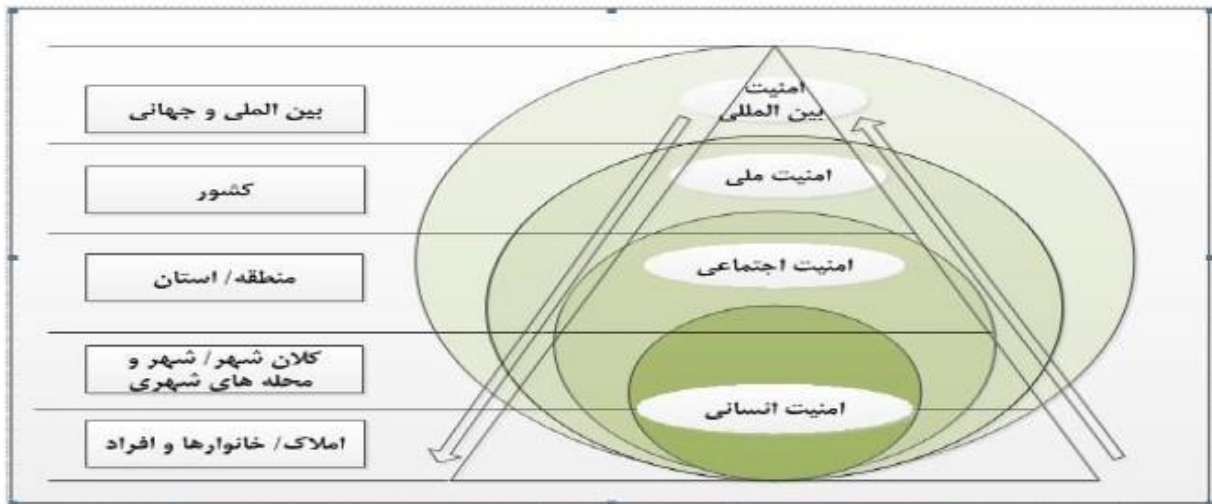 امنیت
بین المللی
بین الملی و جهانی
امنیت ملی
کشور
امنیت اجتماعی
منطقه/ استان
کلان شهر/ شهر و
محله های شهری
امنیت انسانی
املاک/ خانوارها و افراد